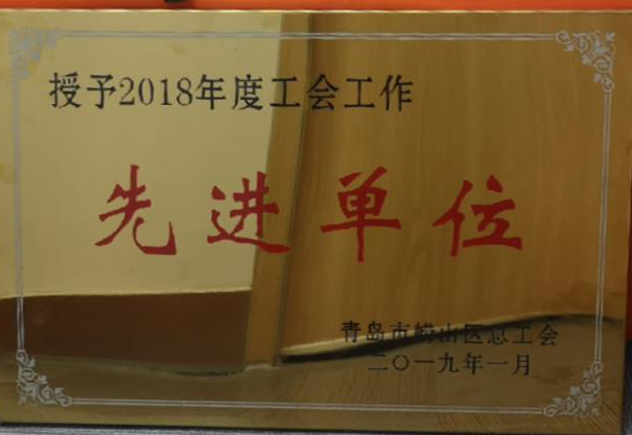 授予2018年度工会工作
先进单位
青岛市崂山区总工会
二〇一九年一月